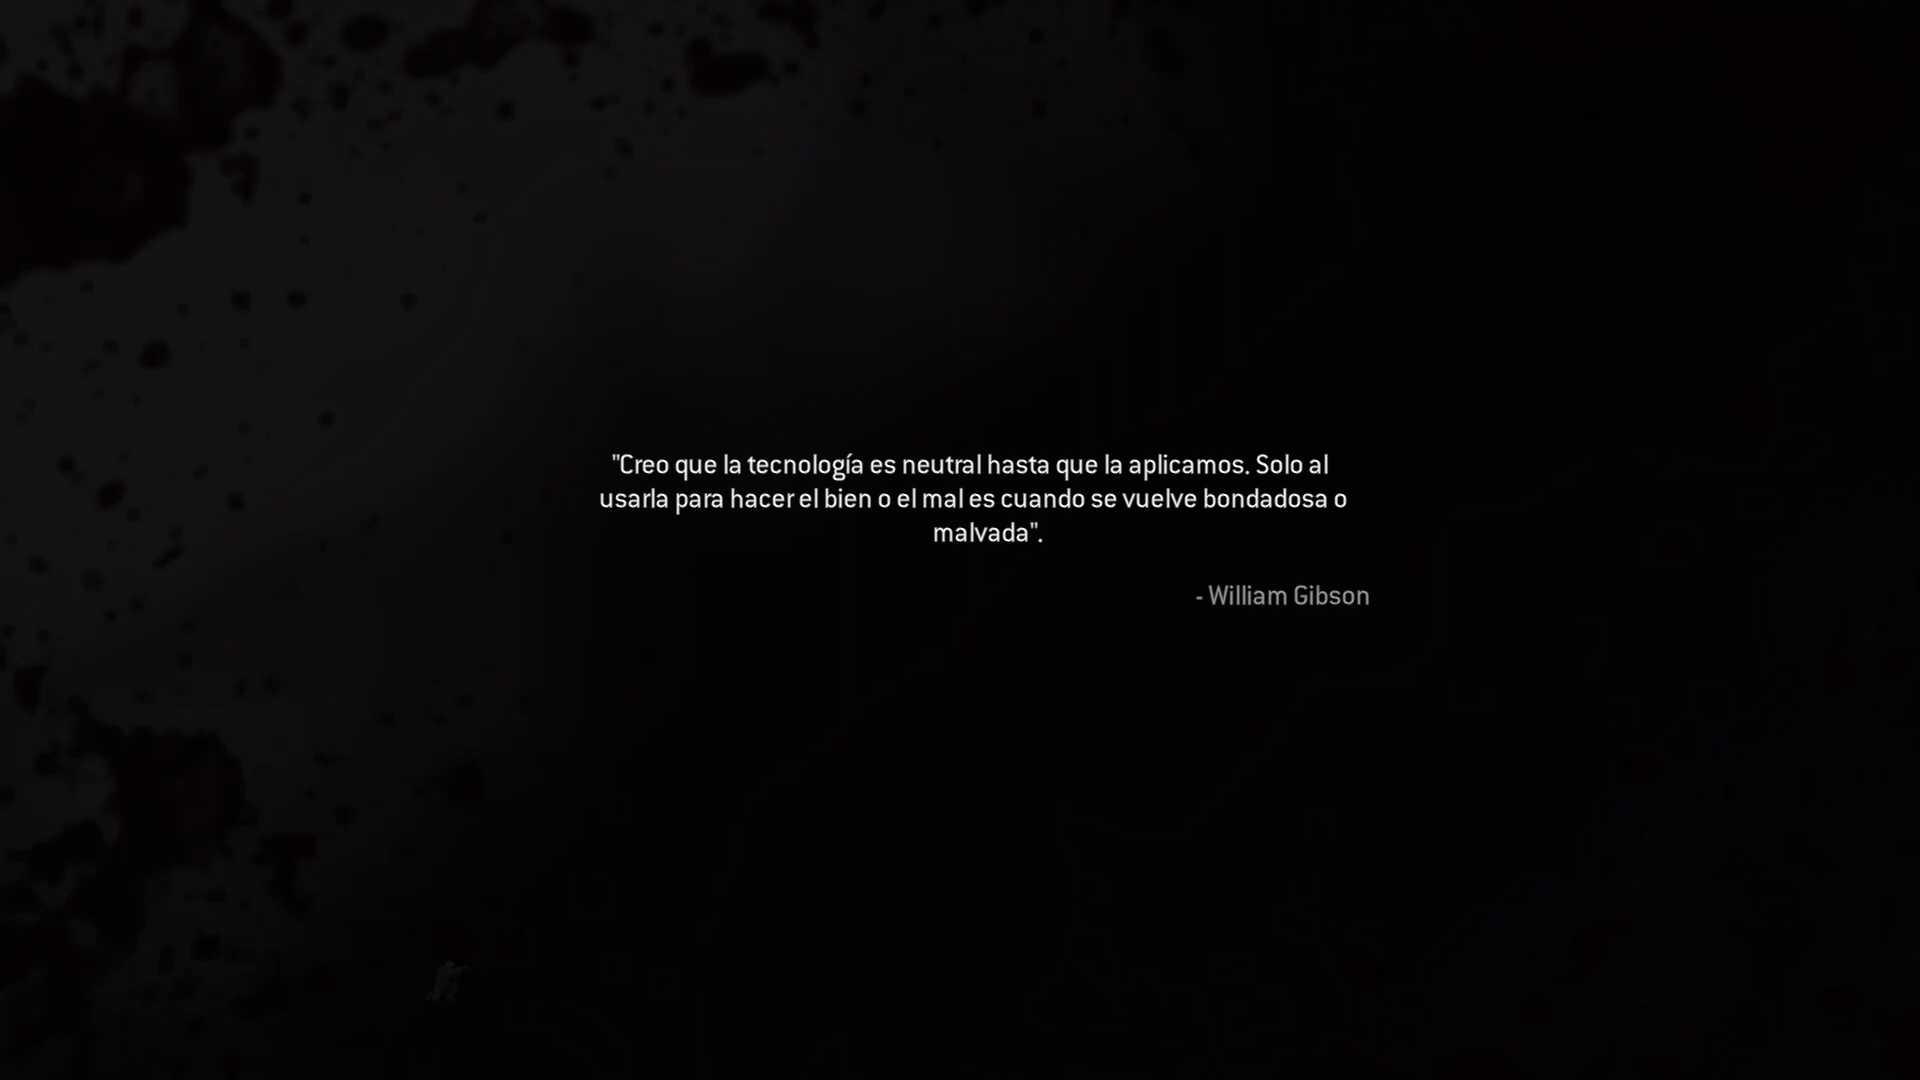 "Creo que la tecnología es neutral hasta que la aplicamos. Solo al
usarla para hacer el bien o el mal es cuando se vuelve bondadosa o
malvada".
- William Gibson